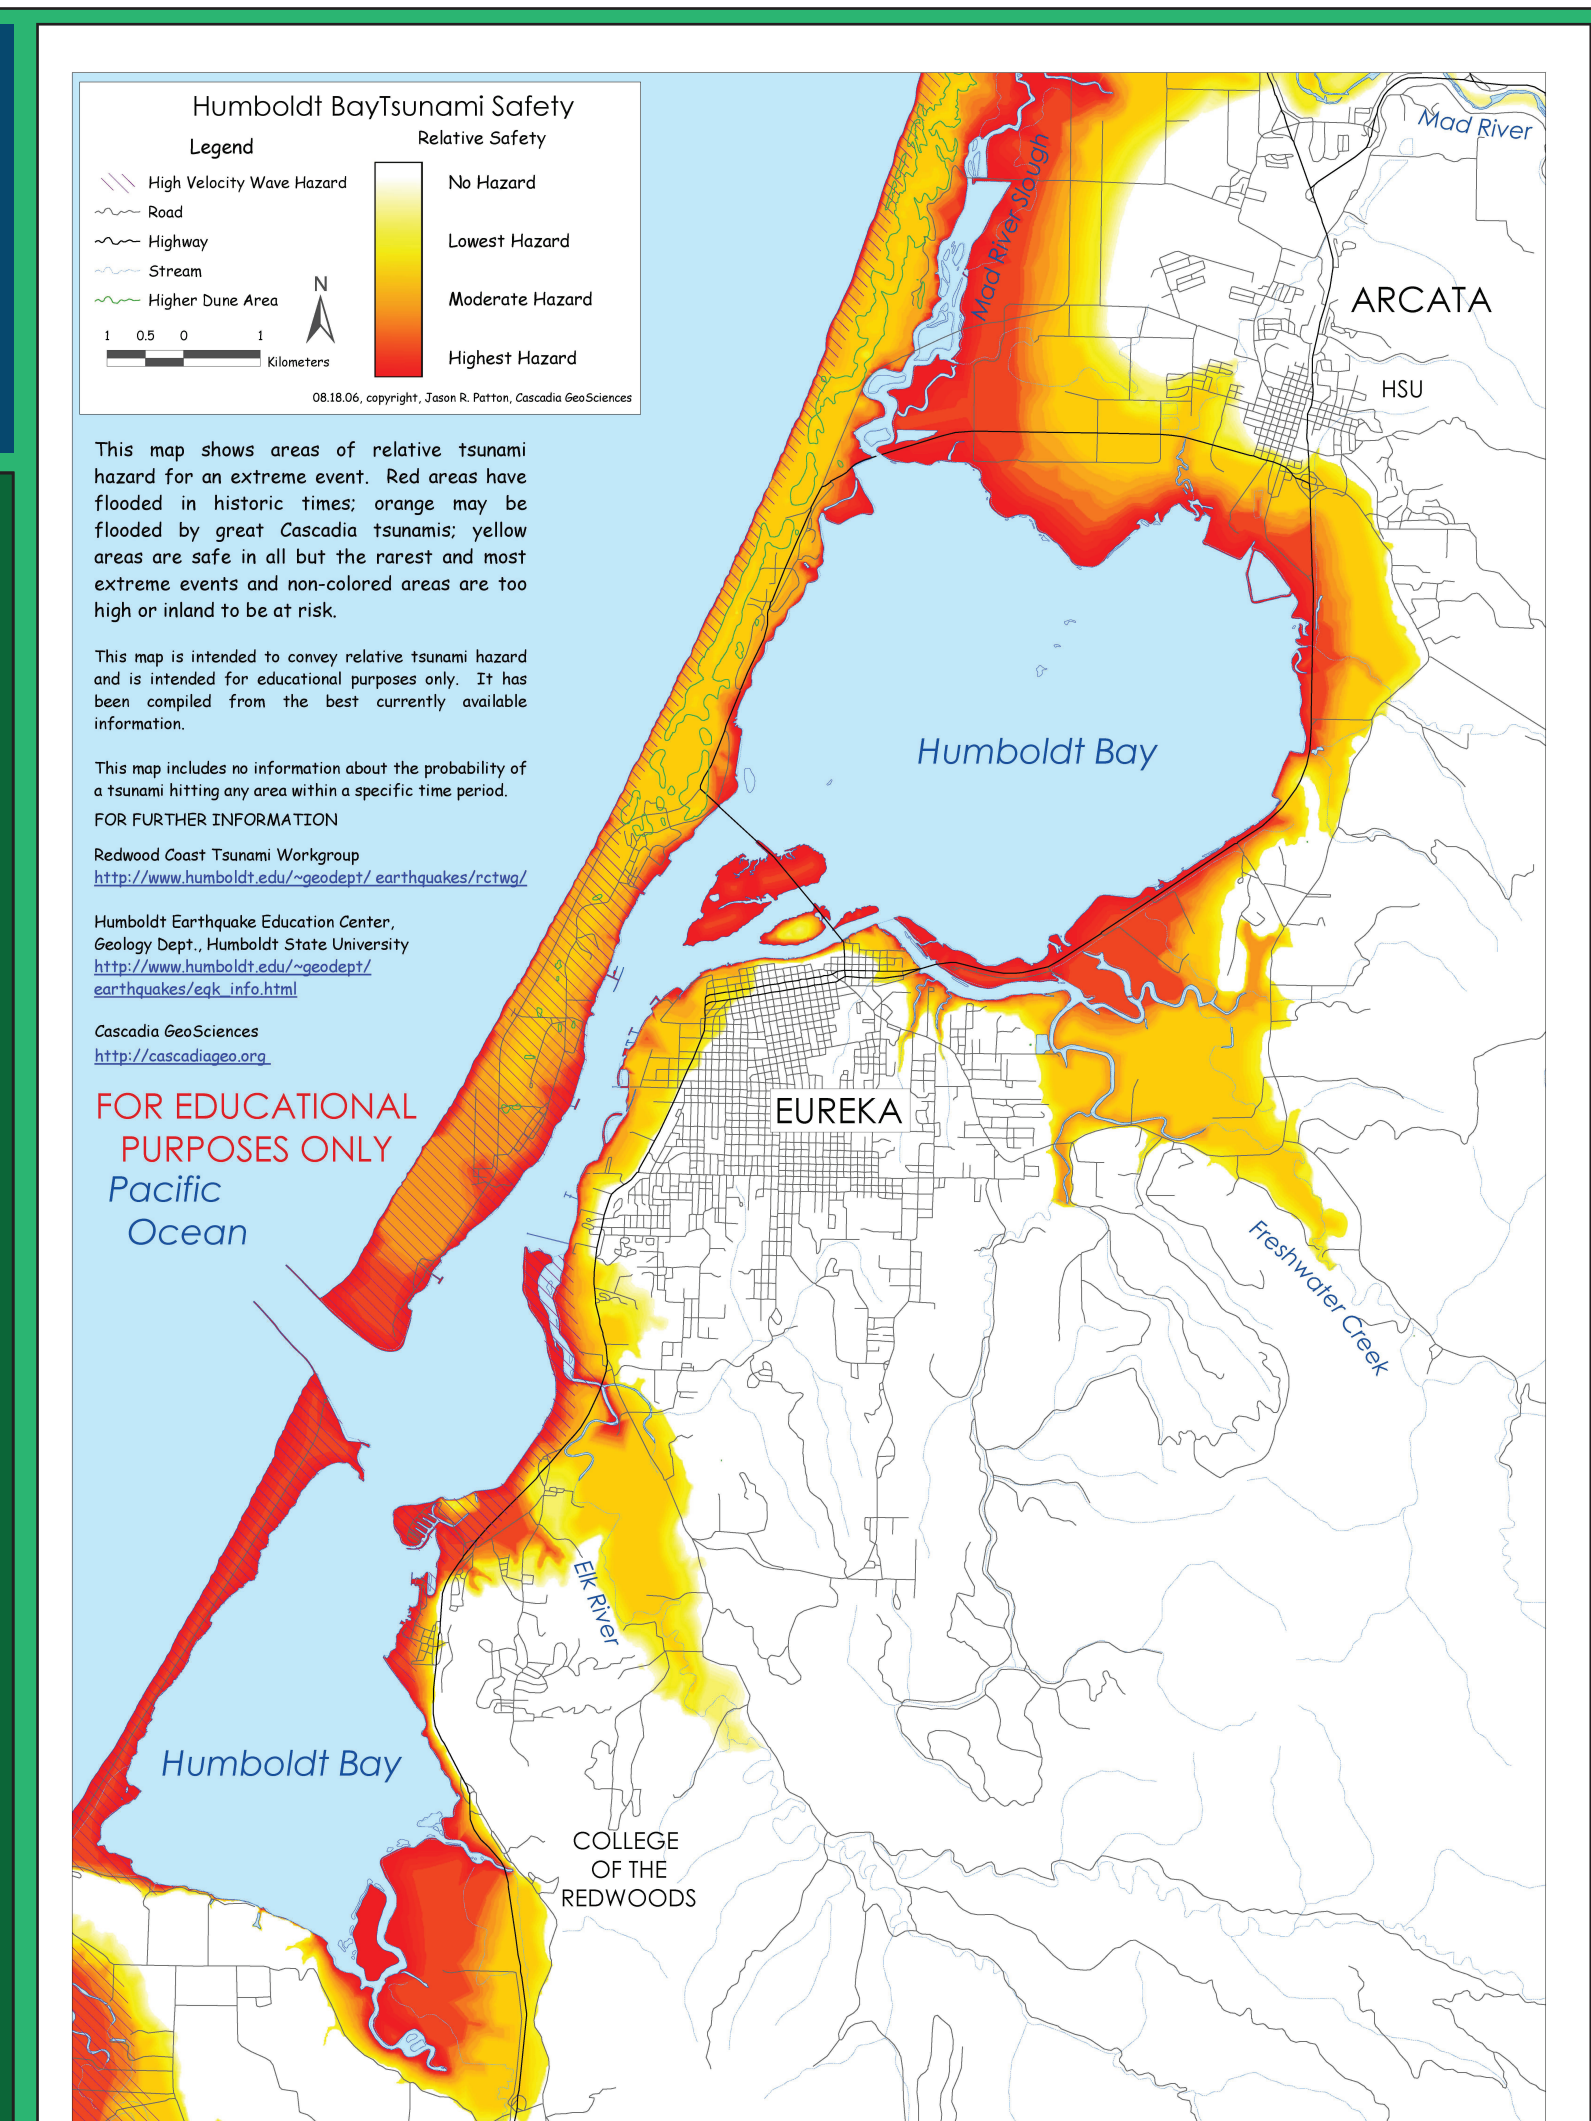 Humboldt BayTsunami Safety
Legend
Relative Safety
High Velocity Wave Hazard
Road
Highway
Stream
Higher Dune Area
N
1 0.5 0 1
Kilometers
No Hazard
Lowest Hazard
Moderate Hazard
Highest Hazard
08.18.06, copyright, Jason R. Patton, Cascadia GeoSciences
This map shows areas of relative tsunami
hazard for an extreme event. Red areas have
flooded in historic times; orange may be
flooded by great Cascadia tsunamis; yellow
areas are safe in all but the rarest and most
extreme events and non-colored areas are too
high or inland to be at risk.
This map is intended to convey relative tsunami hazard
and is intended for educational purposes only. It has
been compiled from the best currently available
information.
This map includes no information about the probability of
a tsunami hitting any area within a specific time period.
FOR FURTHER INFORMATION
Redwood Coast Tsunami Workgroup
http://www.humboldt.edu/~geodept/ earthquakes/rctwg/
Humboldt Earthquake Education Center,
Geology Dept., Humboldt State University
http://www.humboldt.edu/~geodept/
earthquakes/eqk_info.html
Cascadia GeoSciences
http://cascadiageo.org
FOR EDUCATIONAL
PURPOSES ONLY
Pacific
Ocean
Mad River
Mad River Slough
ARCATA
HSU
Humboldt Bay
EUREKA
Freshwater Creek
Elk River
Humboldt Bay
COLLEGE
OF THE
REDWOODS